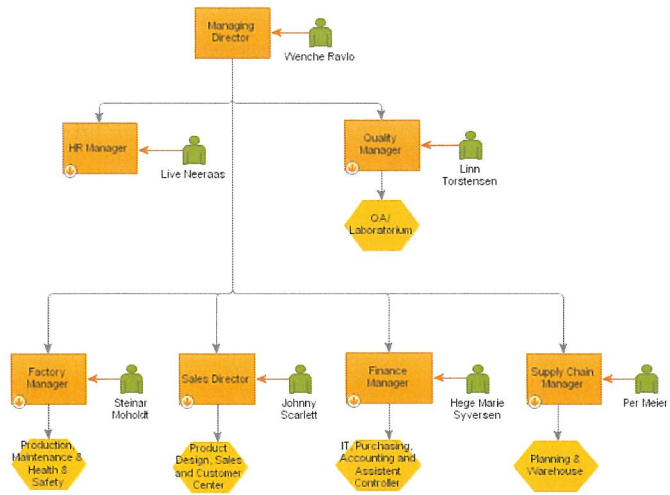 Managing
Director
Wenche Ravlo
HR Manager
Live Neeraas
Quality
Manager
Linn
Torstensen
QA/
Laboratorium
Factory
Manager
Steinar
Moholdt
Sales Director
Johnny
Scarlett
Finance
Manager
Hege Marie
Syversen
Supply Chain
Manager
Per Meier
Production,
Maintenance &
Health &
Safety
Product
Design, Sales
and Customer
Center
IT, Purchasing,
Accounting and
Assistent
Controller
Planning &
Warehouse